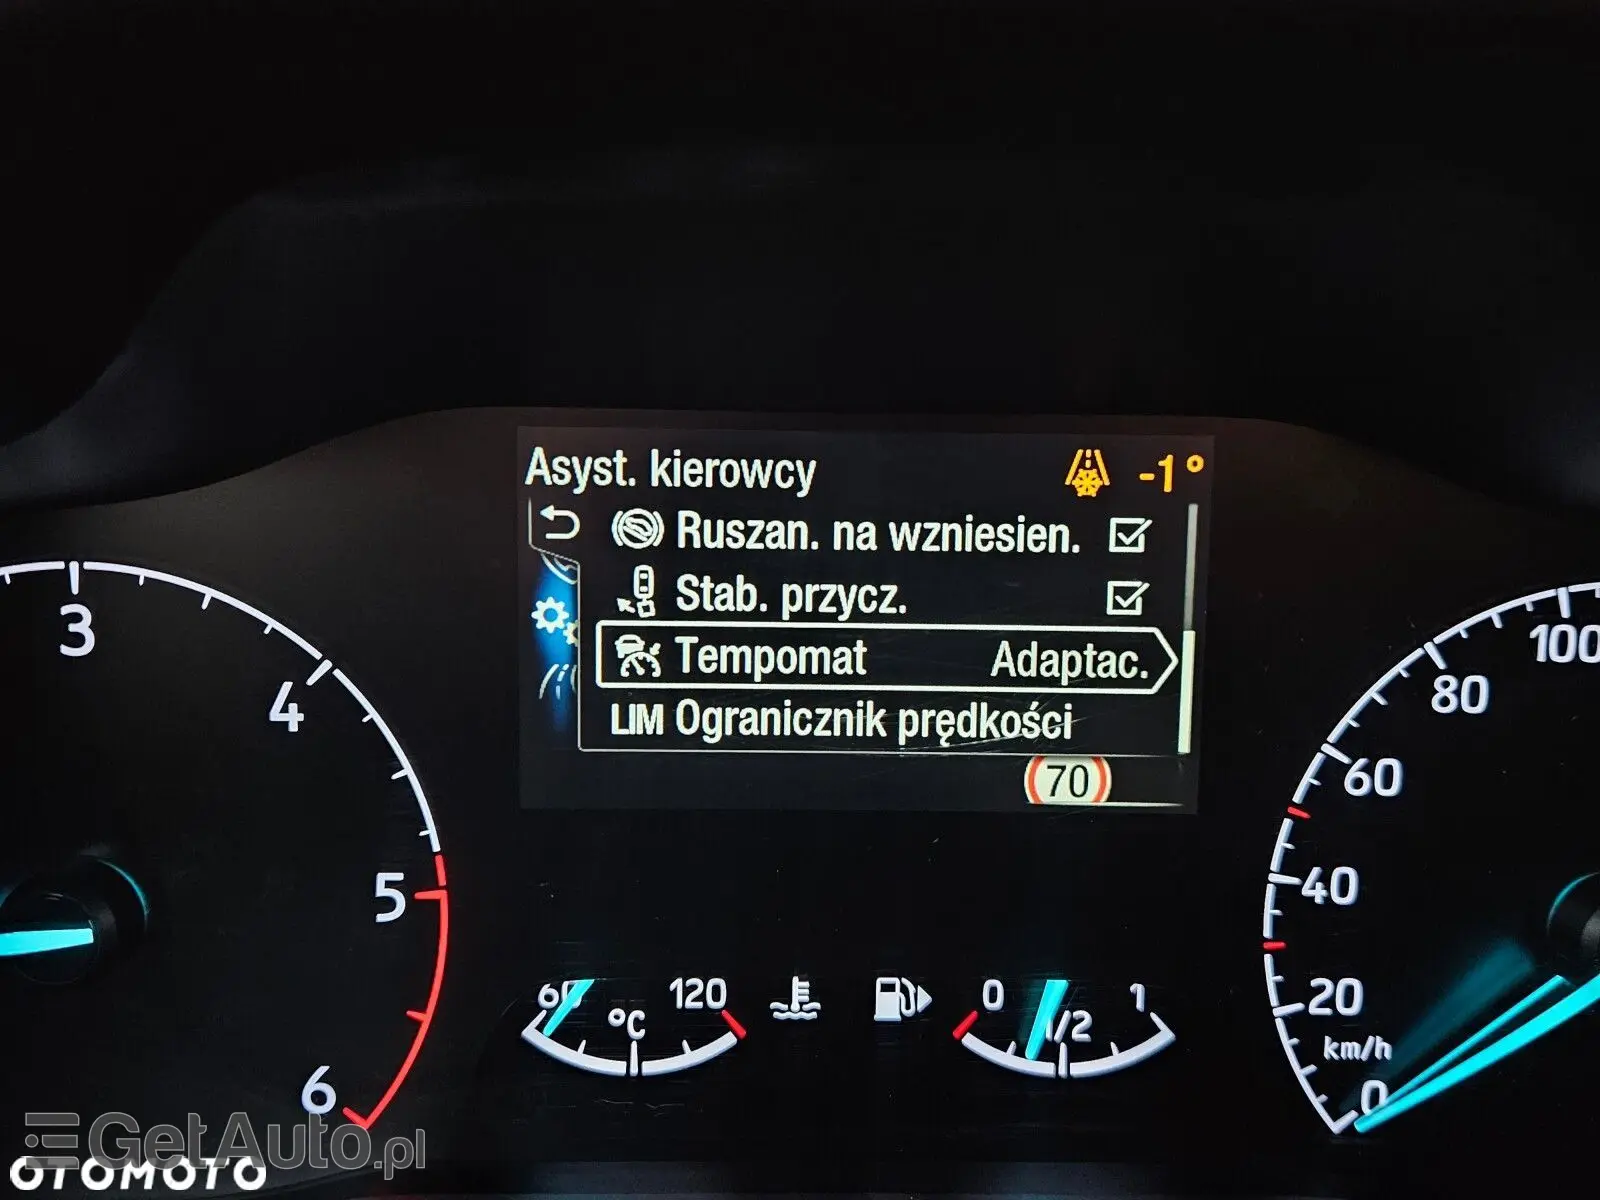 Asyst. kierowcy -1°
Ruszan. na wzniesien.
Stab. przycz.
Tempomat Adaptac.
LIM Ogranicznik prędkości
70
3
4
5
6
60 °C 120
0 1/2 1
100
80
60
40
20
km/h
0
GetAuto.pl
OTOMOTO